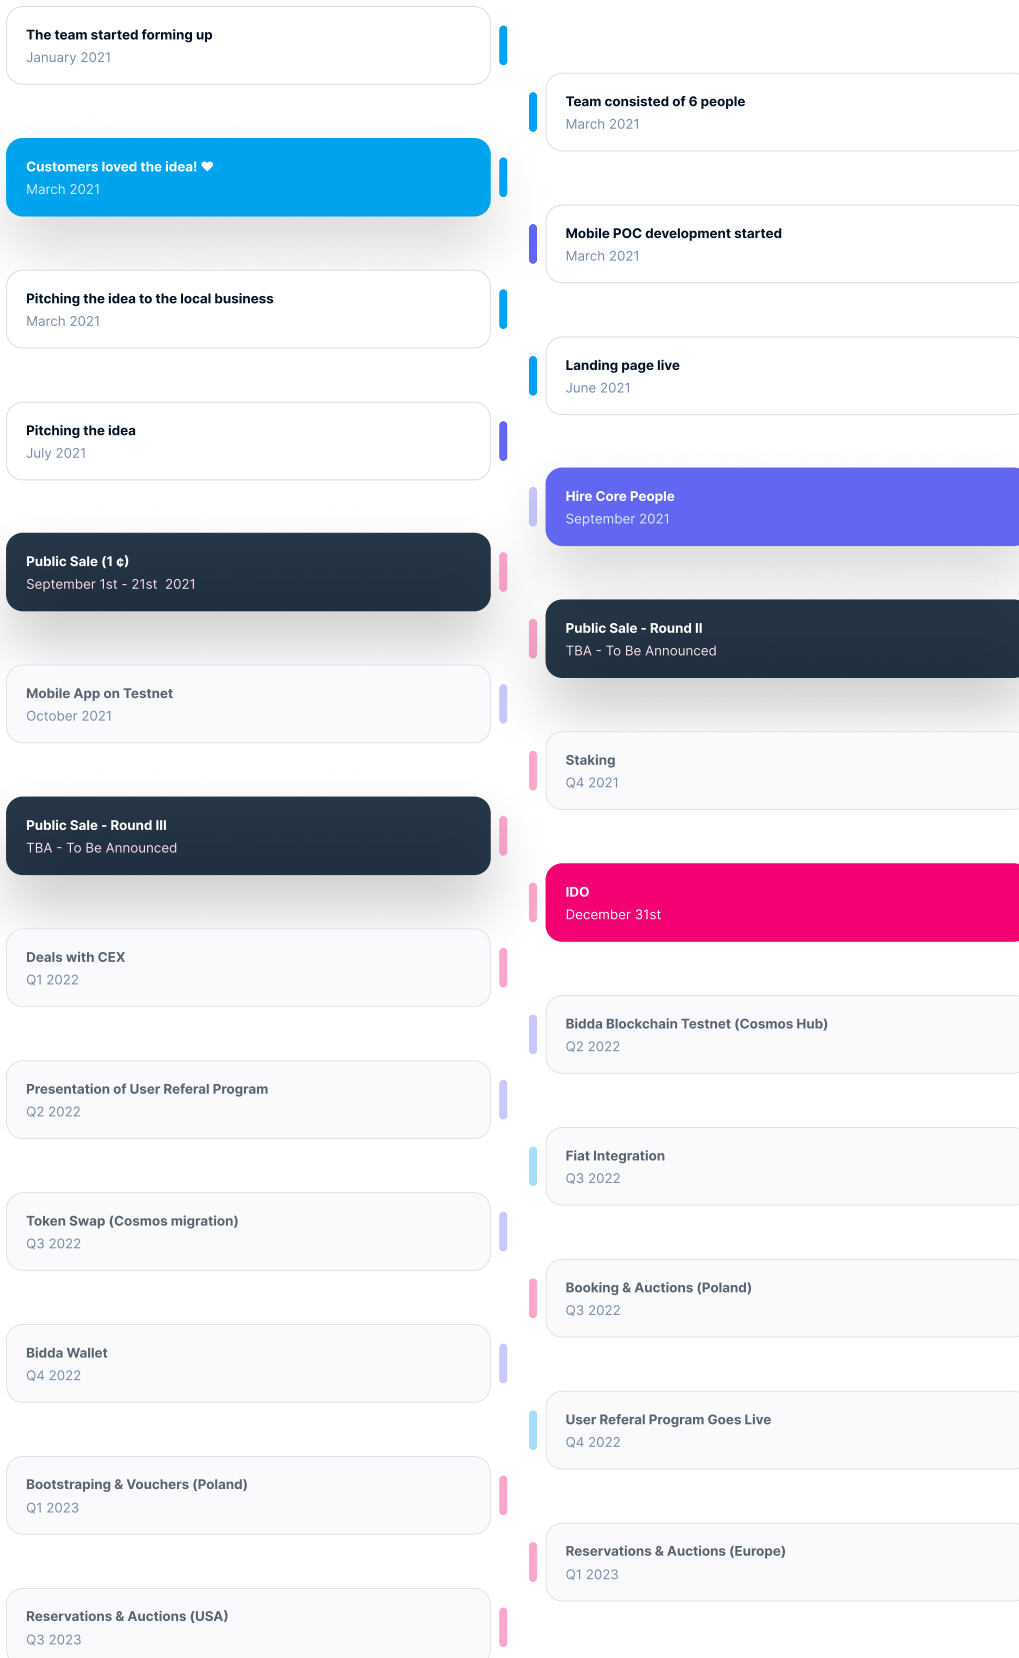 The team started forming up
January 2021
Team consisted of 6 people
March 2021
Customers loved the idea! ♥
March 2021
Mobile POC development started
March 2021
Pitching the idea to the local business
March 2021
Landing page live
June 2021
Pitching the idea
July 2021
Hire Core People
September 2021
Public Sale (1 ¢)
September 1st - 21st  2021
Public Sale - Round II
TBA - To Be Announced
Mobile App on Testnet
October 2021
Staking
Q4 2021
Public Sale - Round III
TBA - To Be Announced
IDO
December 31st
Deals with CEX
Q1 2022
Bidda Blockchain Testnet (Cosmos Hub)
Q2 2022
Presentation of User Referal Program
Q2 2022
Fiat Integration
Q3 2022
Token Swap (Cosmos migration)
Q3 2022
Booking & Auctions (Poland)
Q3 2022
Bidda Wallet
Q4 2022
User Referal Program Goes Live
Q4 2022
Bootstraping & Vouchers (Poland)
Q1 2023
Reservations & Auctions (Europe)
Q1 2023
Reservations & Auctions (USA)
Q3 2023